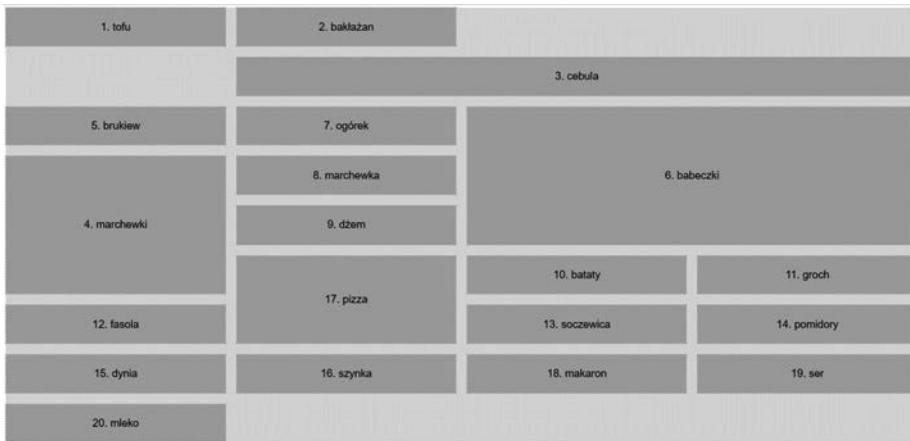 1. tofu
2. bakłażan
3. cebula
5. brukiew
7. ogórek
6. babeczki
8. marchewka
4. marchewki
9. dżem
17. pizza
10. bataty
11. groch
12. fasola
13. soczewica
14. pomidory
15. dynia
16. szynka
18. makaron
19. ser
20. mleko